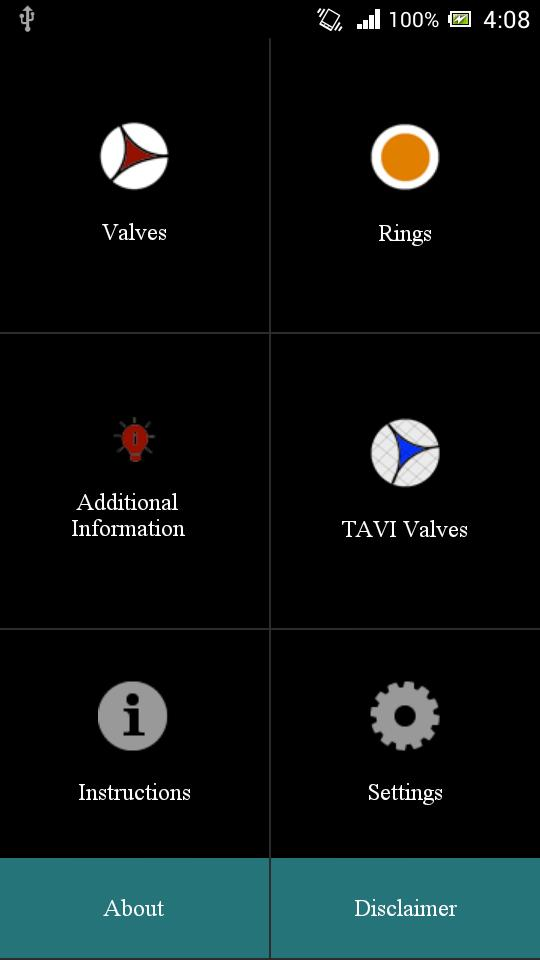 100% 4:08
Valves
Rings
Additional
Information
TAVI Valves
Instructions
Settings
About
Disclaimer